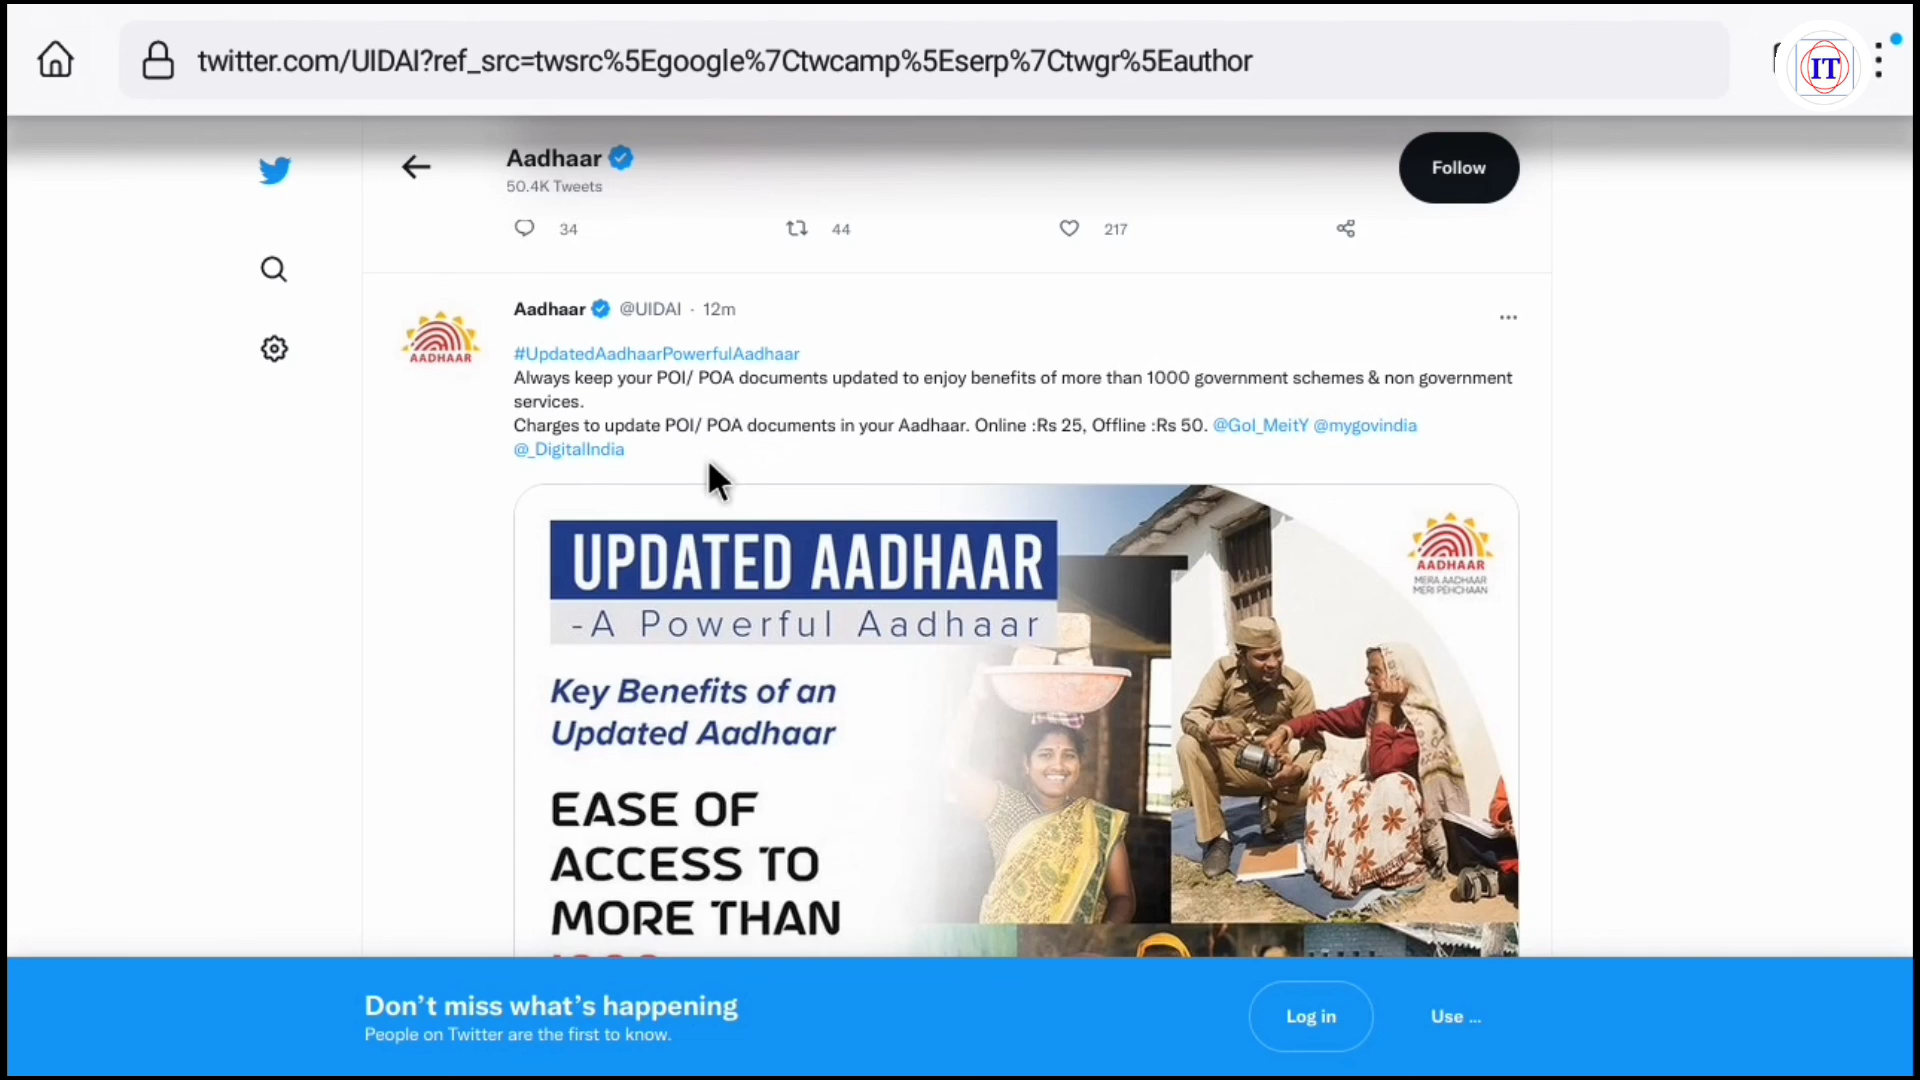 twitter.com/UIDAI?ref_src=twsrc%5Egoogle%7Ctwcamp%5Eserp%7Ctwgr%5Eauthor
IT
Aadhaar
50.4K Tweets
Follow
34 44 217
Aadhaar @UIDAI · 12m
AADHAAR
#UpdatedAadhaarPowerfulAadhaar
Always keep your POI/ POA documents updated to enjoy benefits of more than 1000 government schemes & non government
services.
Charges to update POI/ POA documents in your Aadhaar. Online :Rs 25, Offline :Rs 50. @GoI_MeitY @mygovindia
@_DigitalIndia
UPDATED AADHAAR
-A Powerful Aadhaar
AADHAAR
MERA AADHAAR
MERI PEHCHAAN
Key Benefits of an
Updated Aadhaar
EASE OF
ACCESS TO
MORE THAN
Don't miss what's happening
People on Twitter are the first to know.
Log in
Use ...